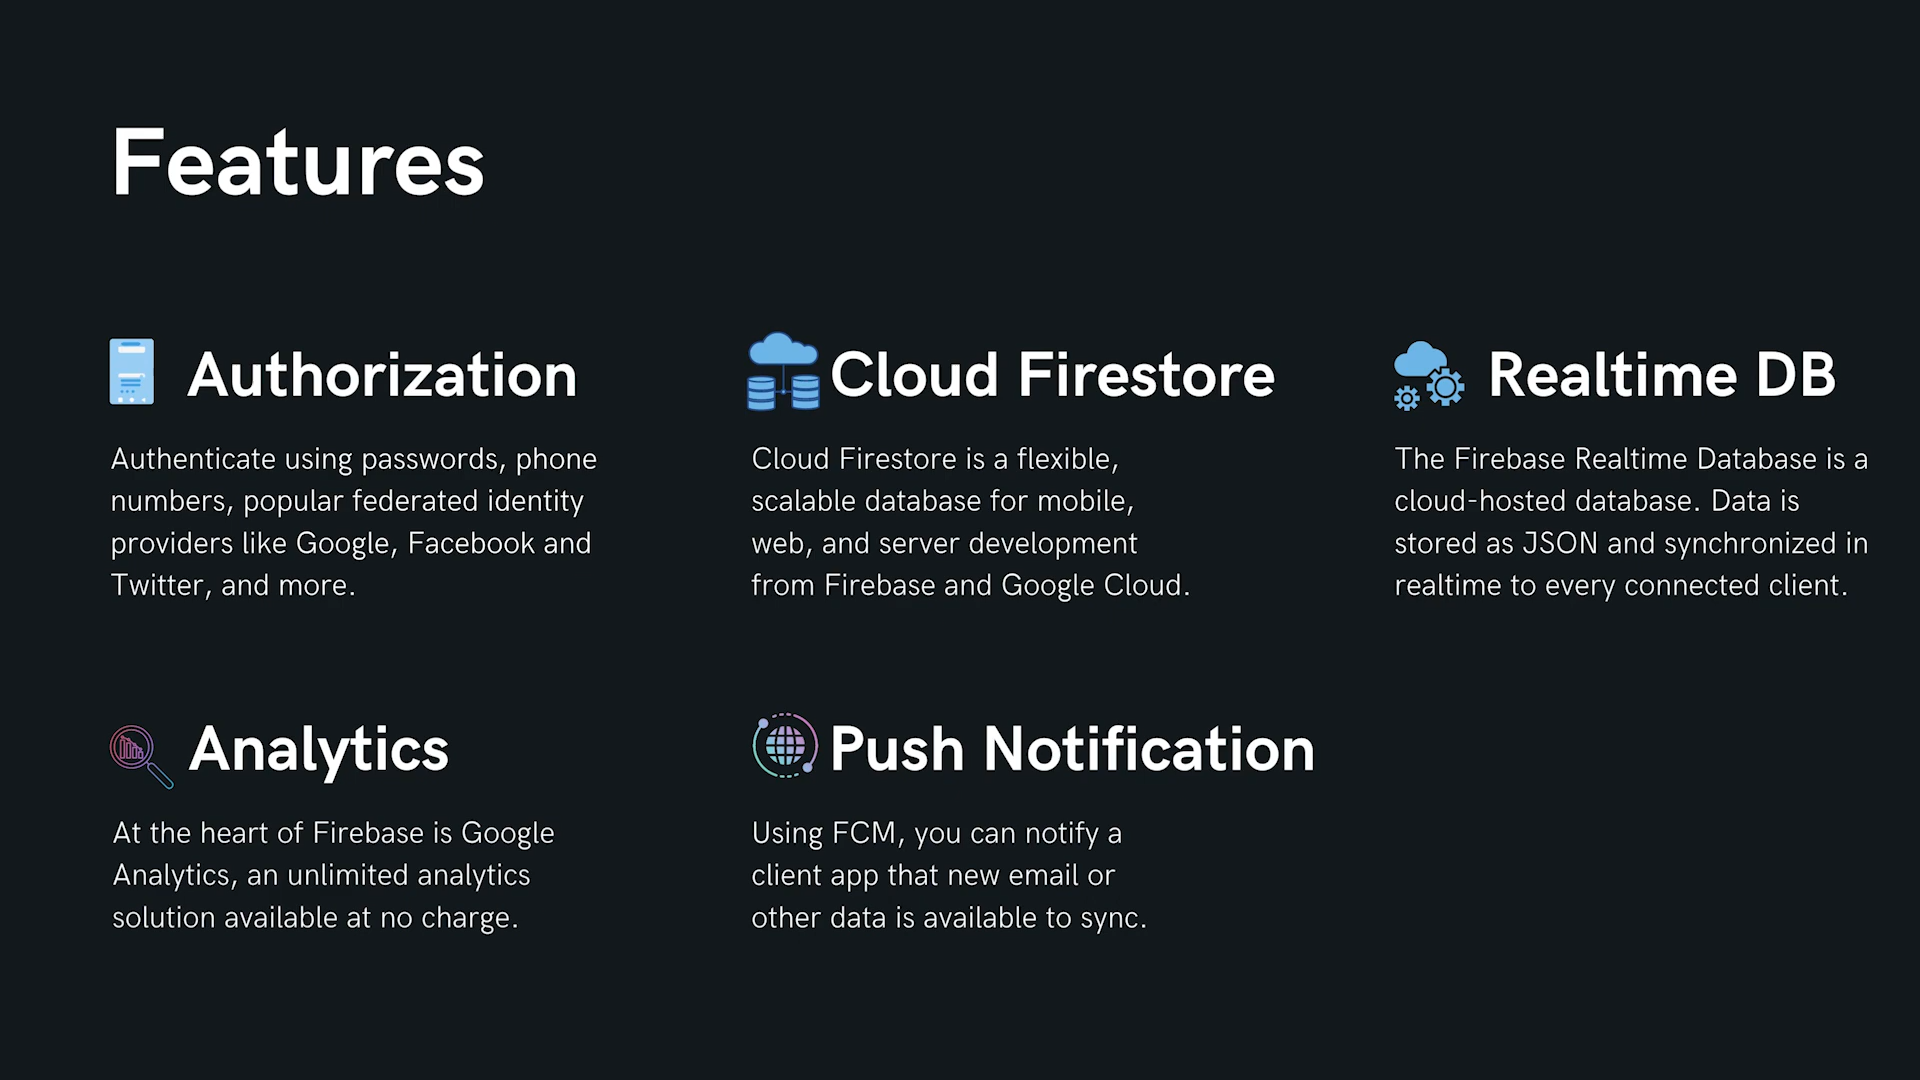 Features
Authorization
Authenticate using passwords, phone
numbers, popular federated identity
providers like Google, Facebook and
Twitter, and more.
Cloud Firestore
Cloud Firestore is a flexible,
scalable database for mobile,
web, and server development
from Firebase and Google Cloud.
Realtime DB
The Firebase Realtime Database is a
cloud-hosted database. Data is
stored as JSON and synchronized in
realtime to every connected client.
Analytics
At the heart of Firebase is Google
Analytics, an unlimited analytics
solution available at no charge.
Push Notification
Using FCM, you can notify a
client app that new email or
other data is available to sync.